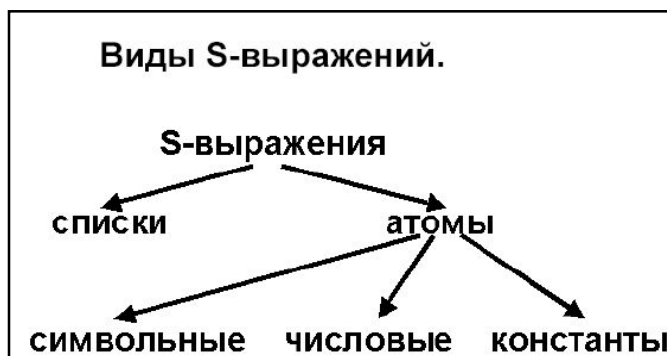 Виды S-выражений.
S-выражения
списки атомы
символьные числовые константы